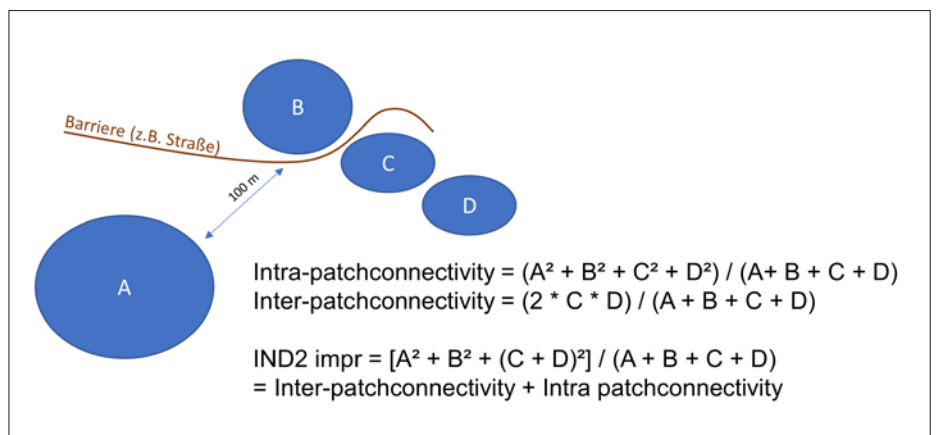 B
Barriere (z.B. Straße)
C
100 m
D
A
Intra-patchconnectivity = (A² + B² + C² + D²) / (A+ B + C + D)
Inter-patchconnectivity = (2 * C * D) / (A + B + C + D)
IND2 impr = [A² + B² + (C + D)²] / (A + B + C + D)
= Inter-patchconnectivity + Intra patchconnectivity